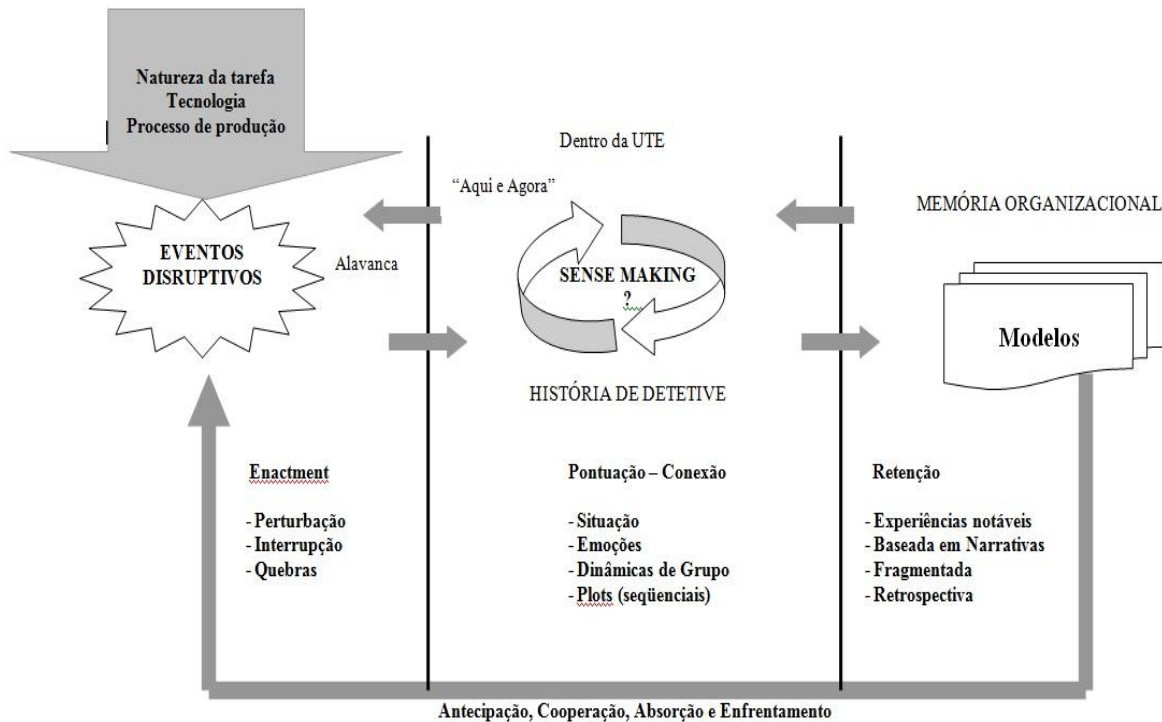 Natureza da tarefa
Tecnologia
Processo de produção
EVENTOS
DISRUPTIVOS
Alavanca
Dentro da UTE
“Aqui e Agora”
SENSE MAKING
?
HISTÓRIA DE DETETIVE
MEMÓRIA ORGANIZACIONAL
Modelos
Enactment
- Perturbação
- Interrupção
- Quebras
Pontuação – Conexão
- Situação
- Emoções
- Dinâmicas de Grupo
- Plots (seqüenciais)
Retenção
- Experiências notáveis
- Baseada em Narrativas
- Fragmentada
- Retrospectiva
Antecipação, Cooperação, Absorção e Enfrentamento